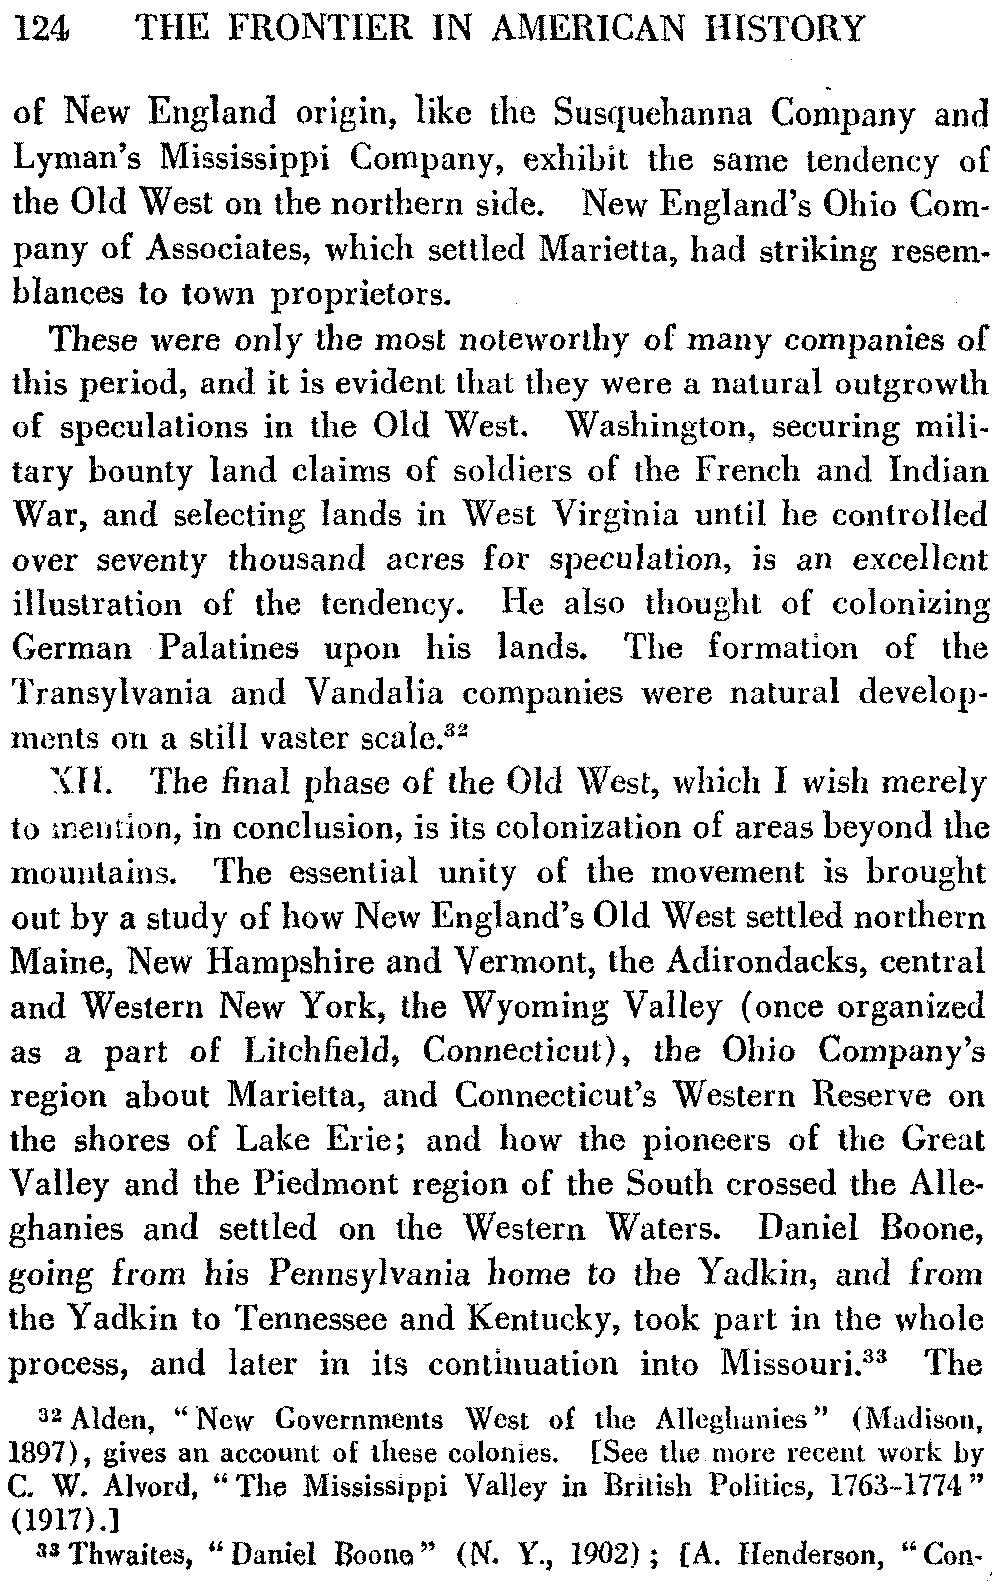 124 THE FRONTIER IN AMERICAN HISTORY
of New England origin, like the Susquehanna Company and
Lyman's Mississippi Company, exhibit the same tendency of
the Old West on the northern side. New England's Ohio Com-
pany of Associates, which settled Marietta, had striking resem-
blances to town proprietors.
These were only the most noteworthy of many companies of
this period, and it is evident that they were a natural outgrowth
of speculations in the Old West. Washington, securing mili-
tary bounty land claims of soldiers of the French and Indian
War, and selecting lands in West Virginia until he controlled
over seventy thousand acres for speculation, is an excellent
illustration of the tendency. He also thought of colonizing
German Palatines upon his lands. The formation of the
Transylvania and Vandalia companies were natural develop-
ments on a still vaster scale.³²
XII. The final phase of the Old West, which I wish merely
to mention, in conclusion, is its colonization of areas beyond the
mountains. The essential unity of the movement is brought
out by a study of how New England's Old West settled northern
Maine, New Hampshire and Vermont, the Adirondacks, central
and Western New York, the Wyoming Valley (once organized
as a part of Litchfield, Connecticut), the Ohio Company's
region about Marietta, and Connecticut's Western Reserve on
the shores of Lake Erie; and how the pioneers of the Great
Valley and the Piedmont region of the South crossed the Alle-
ghanies and settled on the Western Waters. Daniel Boone,
going from his Pennsylvania home to the Yadkin, and from
the Yadkin to Tennessee and Kentucky, took part in the whole
process, and later in its continuation into Missouri.³³ The
³² Alden, "New Governments West of the Alleghanies" (Madison,
1897), gives an account of these colonies. [See the more recent work by
C. W. Alvord, "The Mississippi Valley in British Politics, 1763-1774"
(1917).]
³³ Thwaites, "Daniel Boone" (N. Y., 1902); [A. Henderson, "Con-